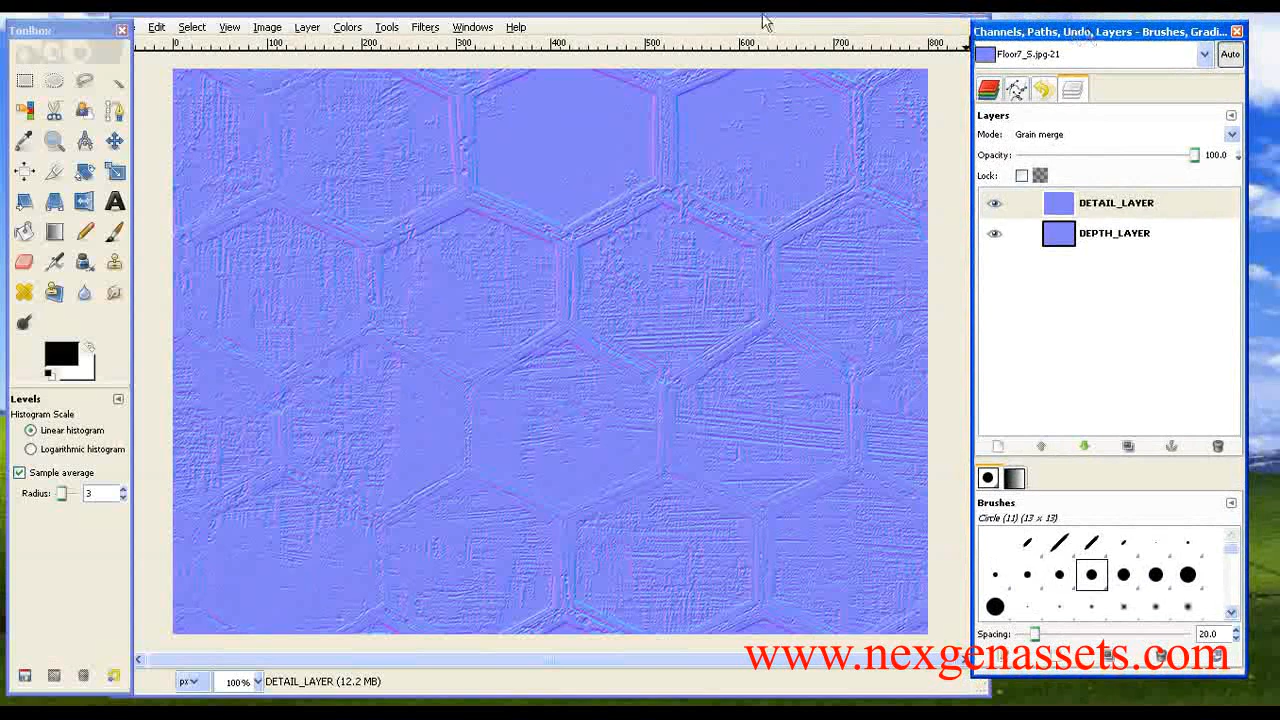 Toolbox
Edit Select View Image Layer Colors Tools Filters Windows Help
0 100 200 300 400 500 600 700 800
Levels
Histogram Scale
Linear histogram
Logarithmic histogram
Sample average
Radius: 3
px 100% DETAIL_LAYER (12.2 MB)
Channels, Paths, Undo, Layers - Brushes, Gradi...
Floor7_S.jpg-21 Auto
Layers
Mode: Grain merge
Opacity: 100.0
Lock:
DETAIL_LAYER
DEPTH_LAYER
Brushes
Circle (11) (13 x 13)
Spacing: 20.0
www.nexgenassets.com